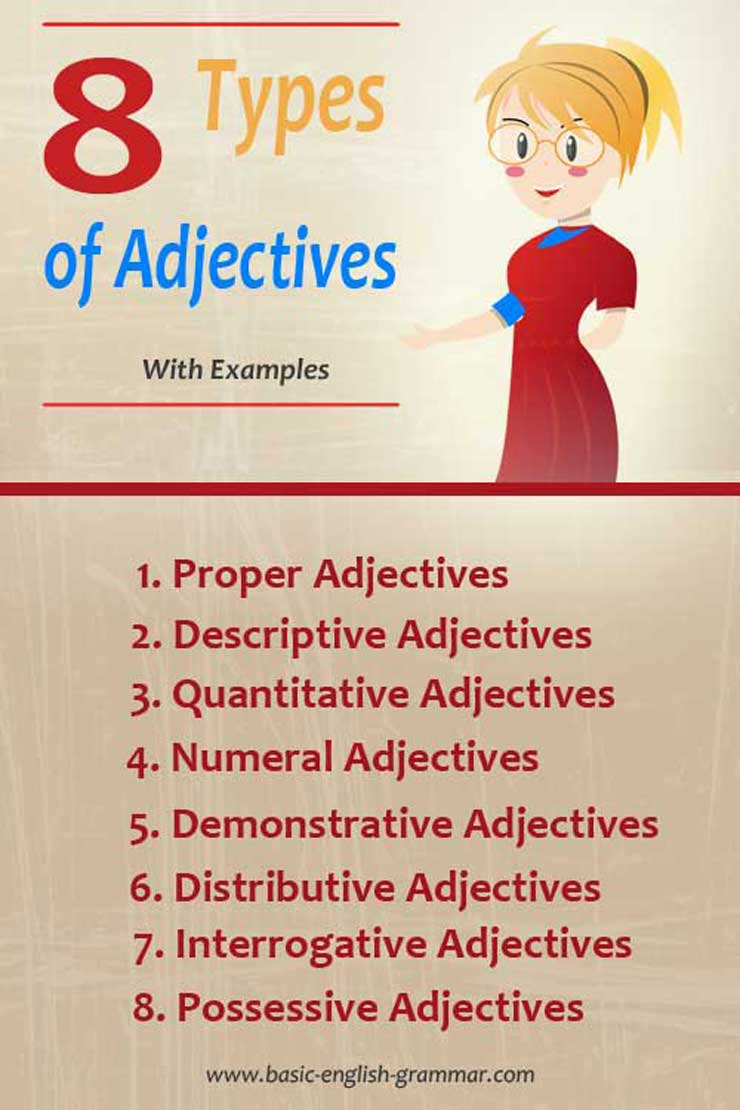 8 Types
of Adjectives
With Examples
1. Proper Adjectives
2. Descriptive Adjectives
3. Quantitative Adjectives
4. Numeral Adjectives
5. Demonstrative Adjectives
6. Distributive Adjectives
7. Interrogative Adjectives
8. Possessive Adjectives
www.basic-english-grammar.com